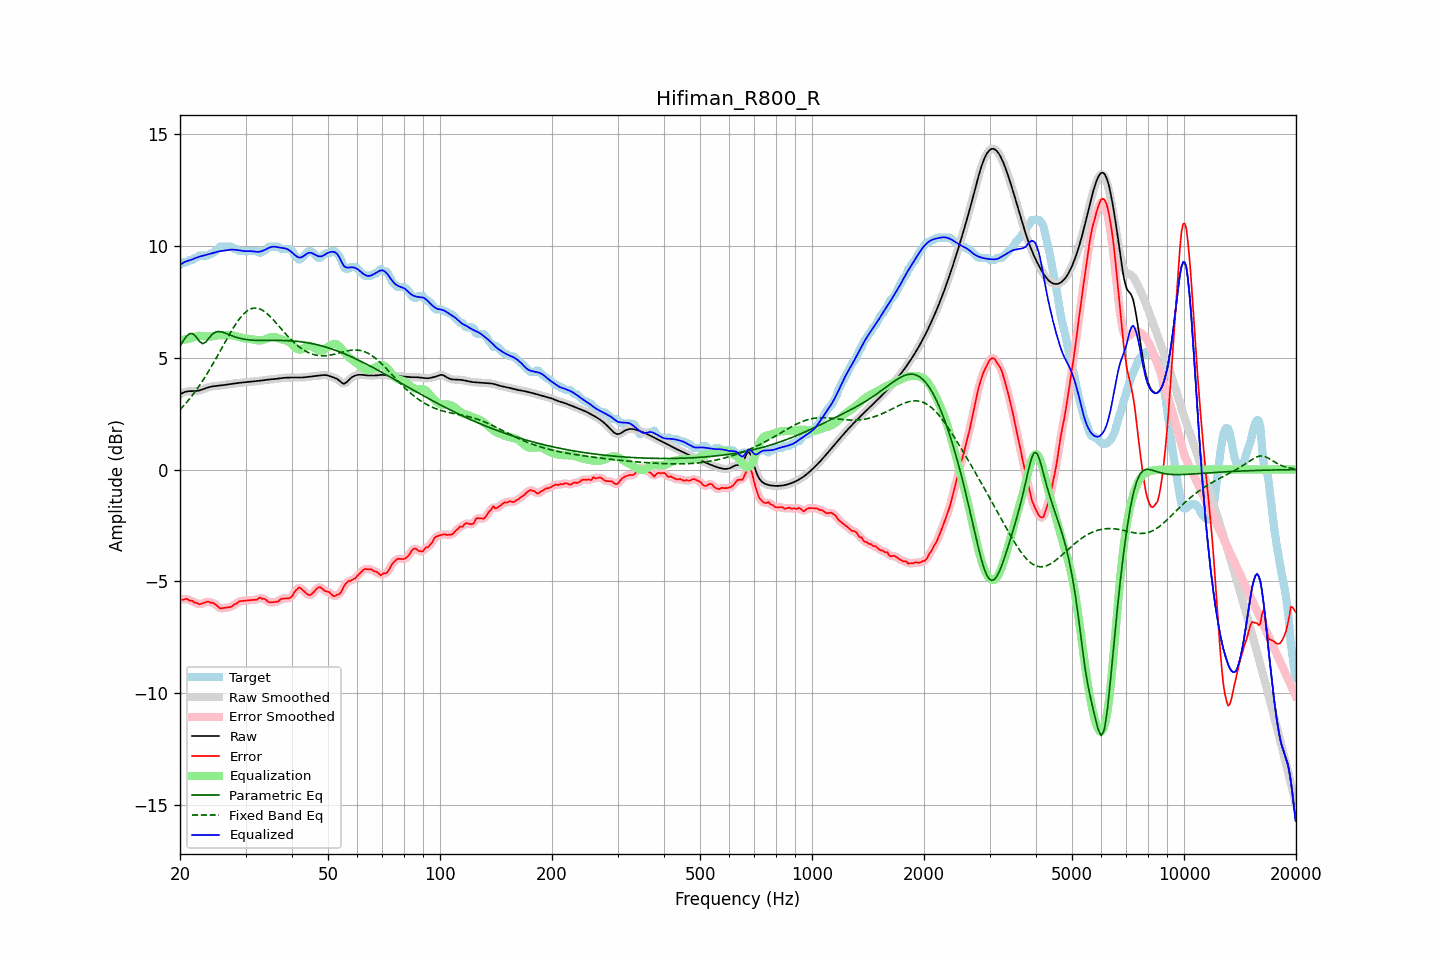 Hifiman_R800_R
Amplitude (dBr)
15
10
5
0
−5
−10
−15
Target
Raw Smoothed
Error Smoothed
Raw
Error
Equalization
Parametric Eq
Fixed Band Eq
Equalized
20 50 100 200 500 1000 2000 5000 10000 20000
Frequency (Hz)